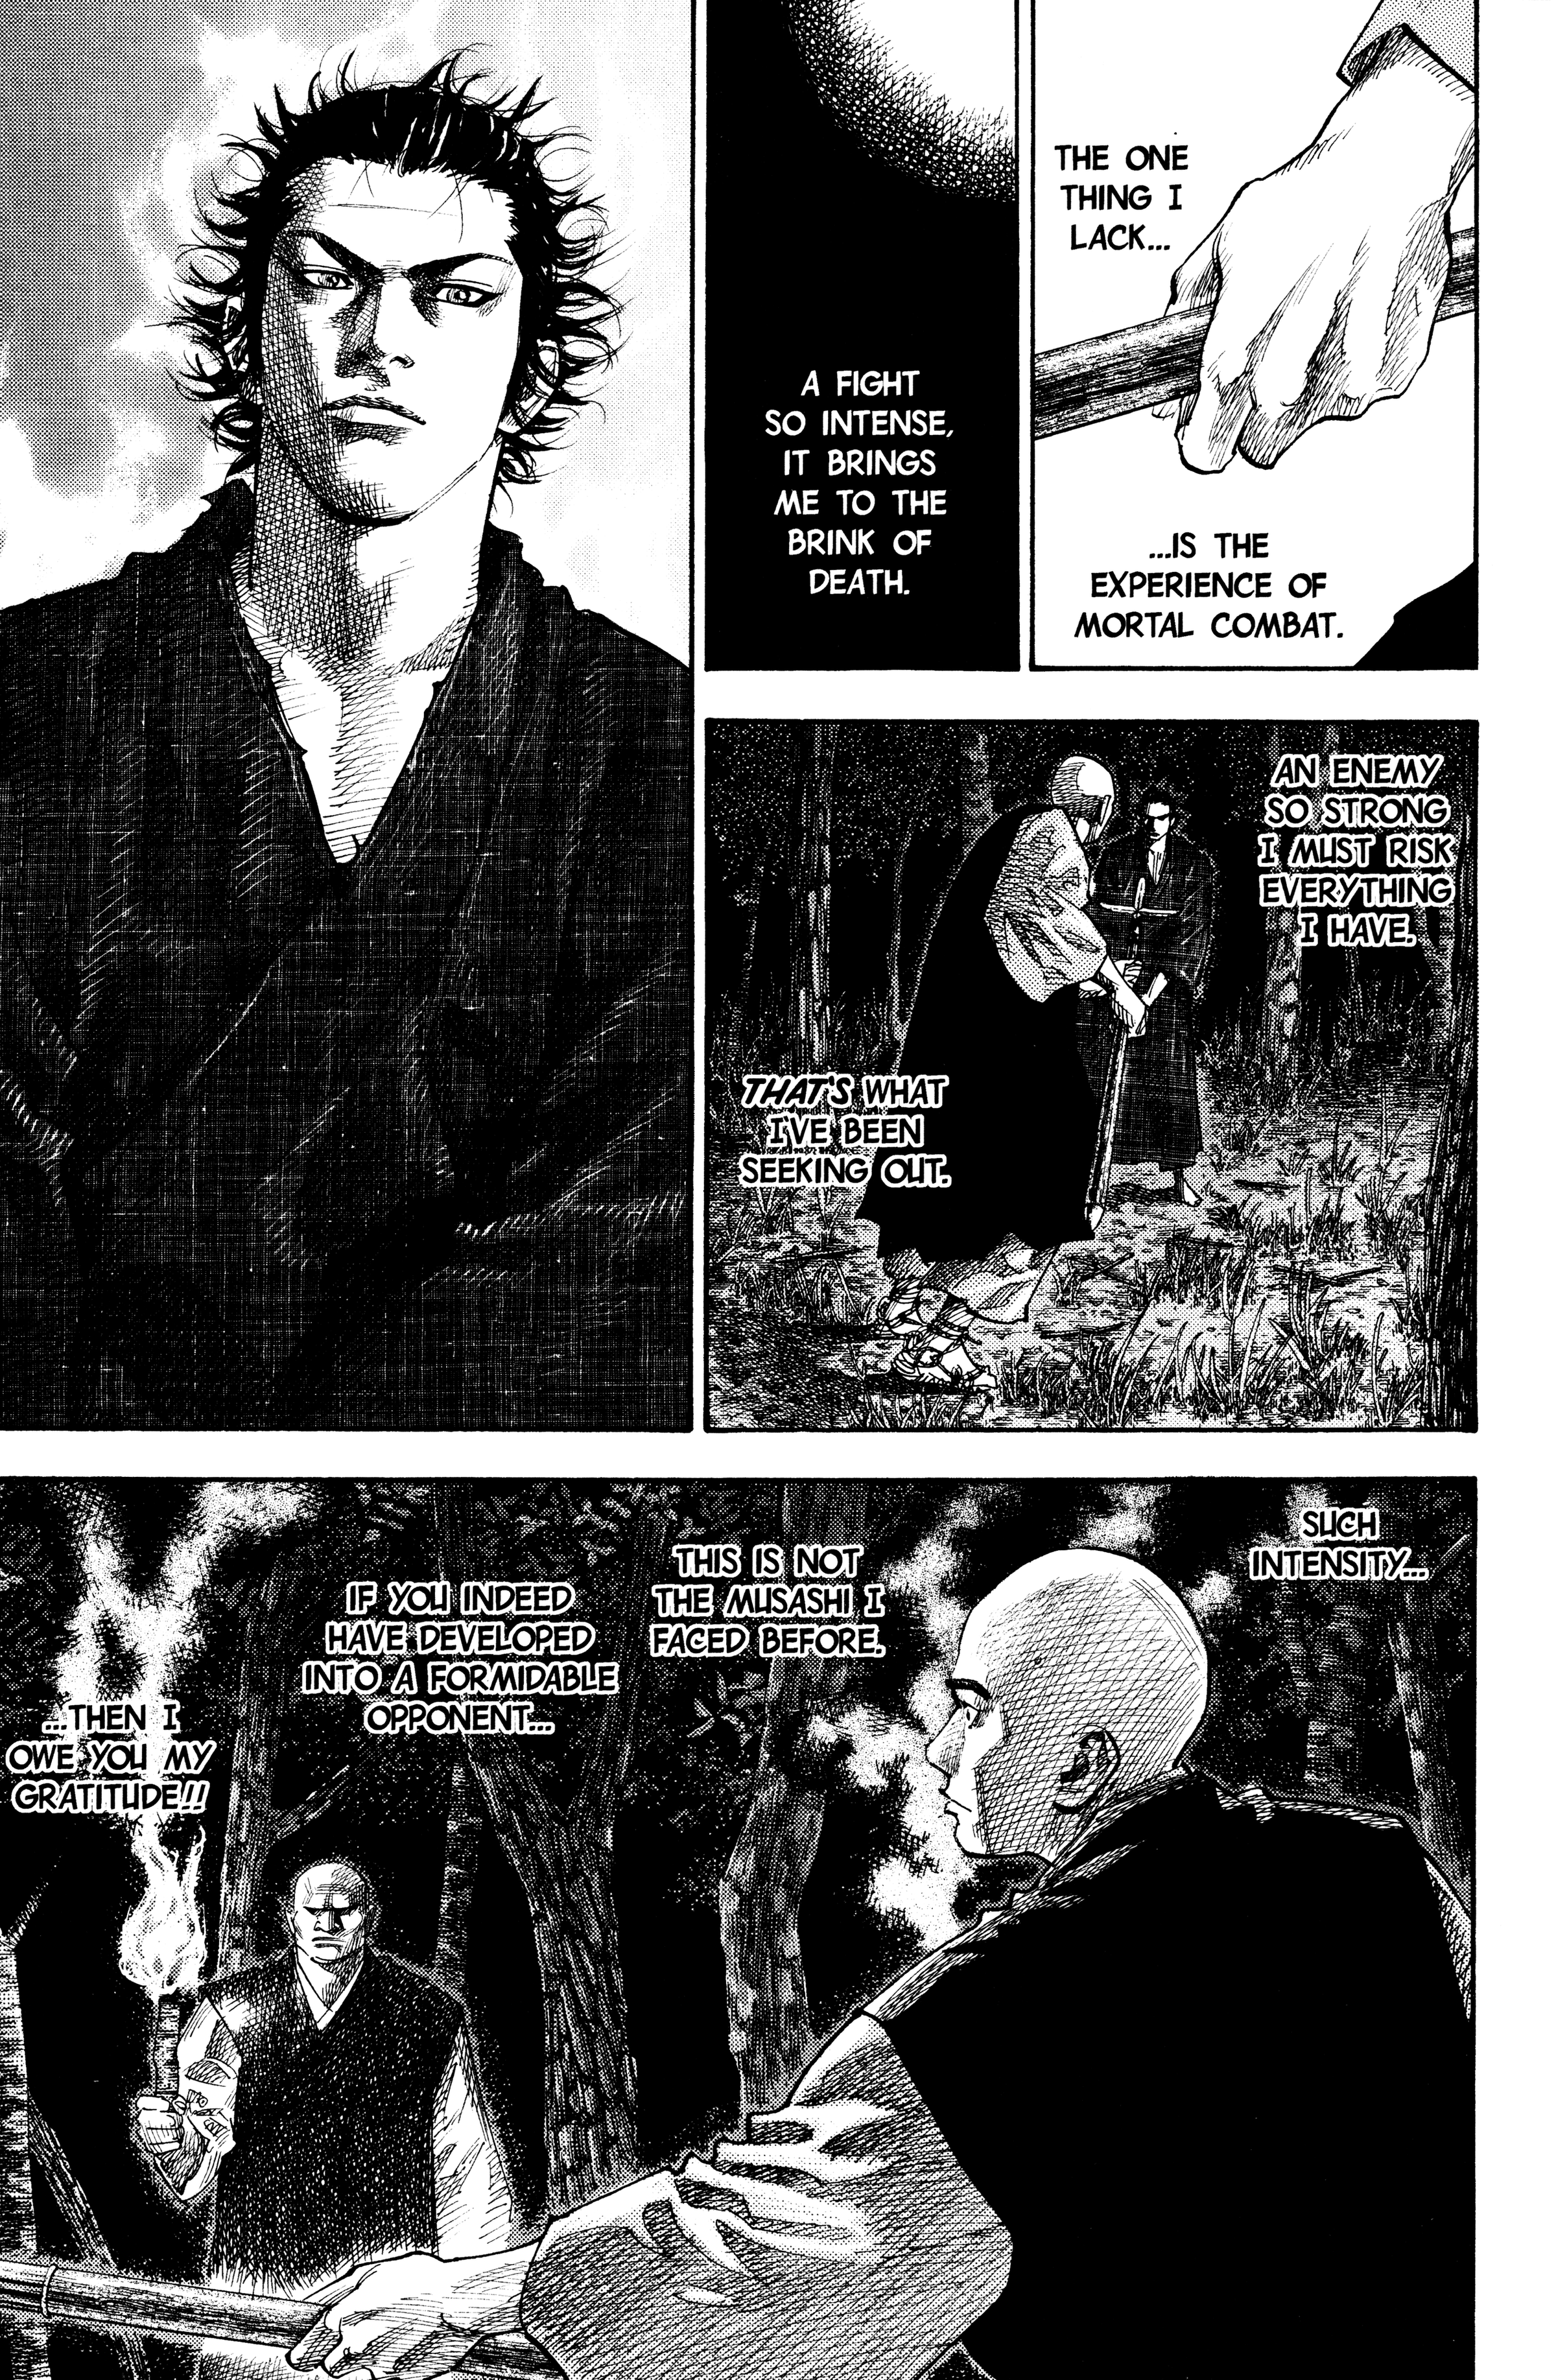 THE ONE
THING I
LACK...
...IS THE
EXPERIENCE OF
MORTAL COMBAT.
A FIGHT
SO INTENSE,
IT BRINGS
ME TO THE
BRINK OF
DEATH.
AN ENEMY
SO STRONG
I MUST RISK
EVERYTHING
I HAVE.
THAT'S WHAT
I'VE BEEN
SEEKING OUT.
SUCH
INTENSITY...
THIS IS NOT
THE MUSASHI I
FACED BEFORE.
IF YOU INDEED
HAVE DEVELOPED
INTO A FORMIDABLE
OPPONENT...
...THEN I
OWE YOU MY
GRATITUDE!!